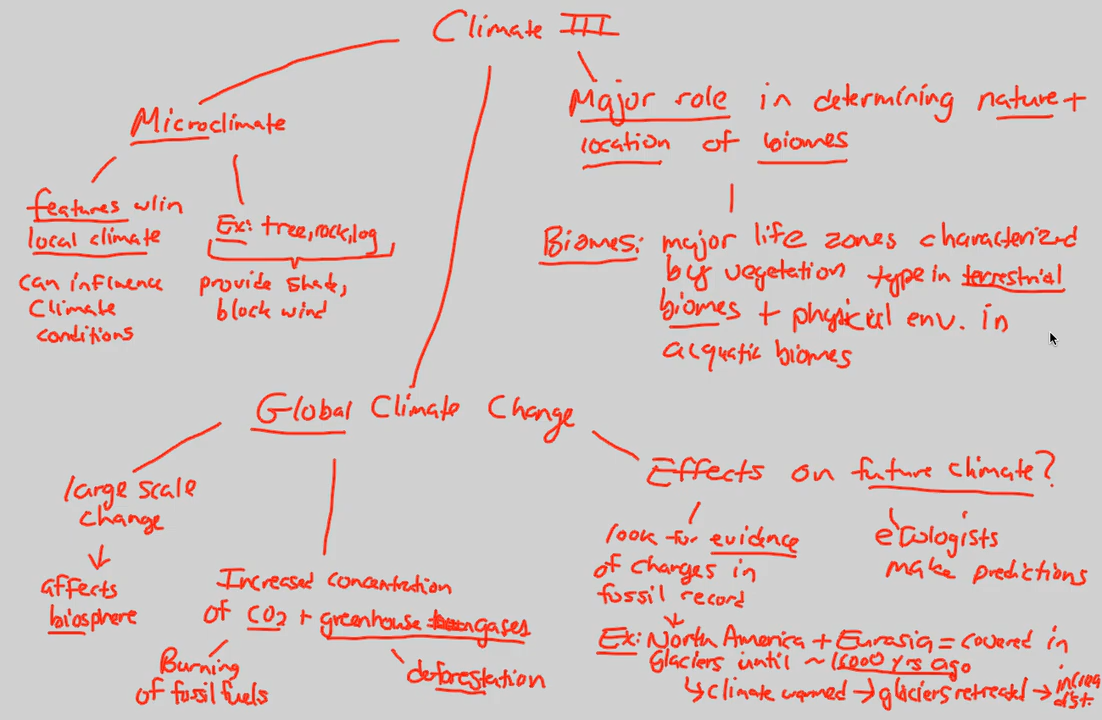 Climate III
Microclimate
features w/in
local climate
can influence
Climate
conditions
Ex: tree, rock, log
provide shade,
block wind
Major role in determining nature +
location of biomes
Biomes: major life zones characterized
by vegetation type in terrestrial
biomes + physical env. in
acquatic biomes
Global Climate Change
large scale
change
affects
biosphere
Increased concentration
of CO2 + greenhouse gases
Burning
of fossil fuels
deforestation
Effects on future climate?
look for evidence
of changes in
fossil record
ecologists
make predictions
Ex: North America + Eurasia = covered in
Glaciers until ~ 16000 yrs ago
climate warmed → glaciers retreated →
dist.